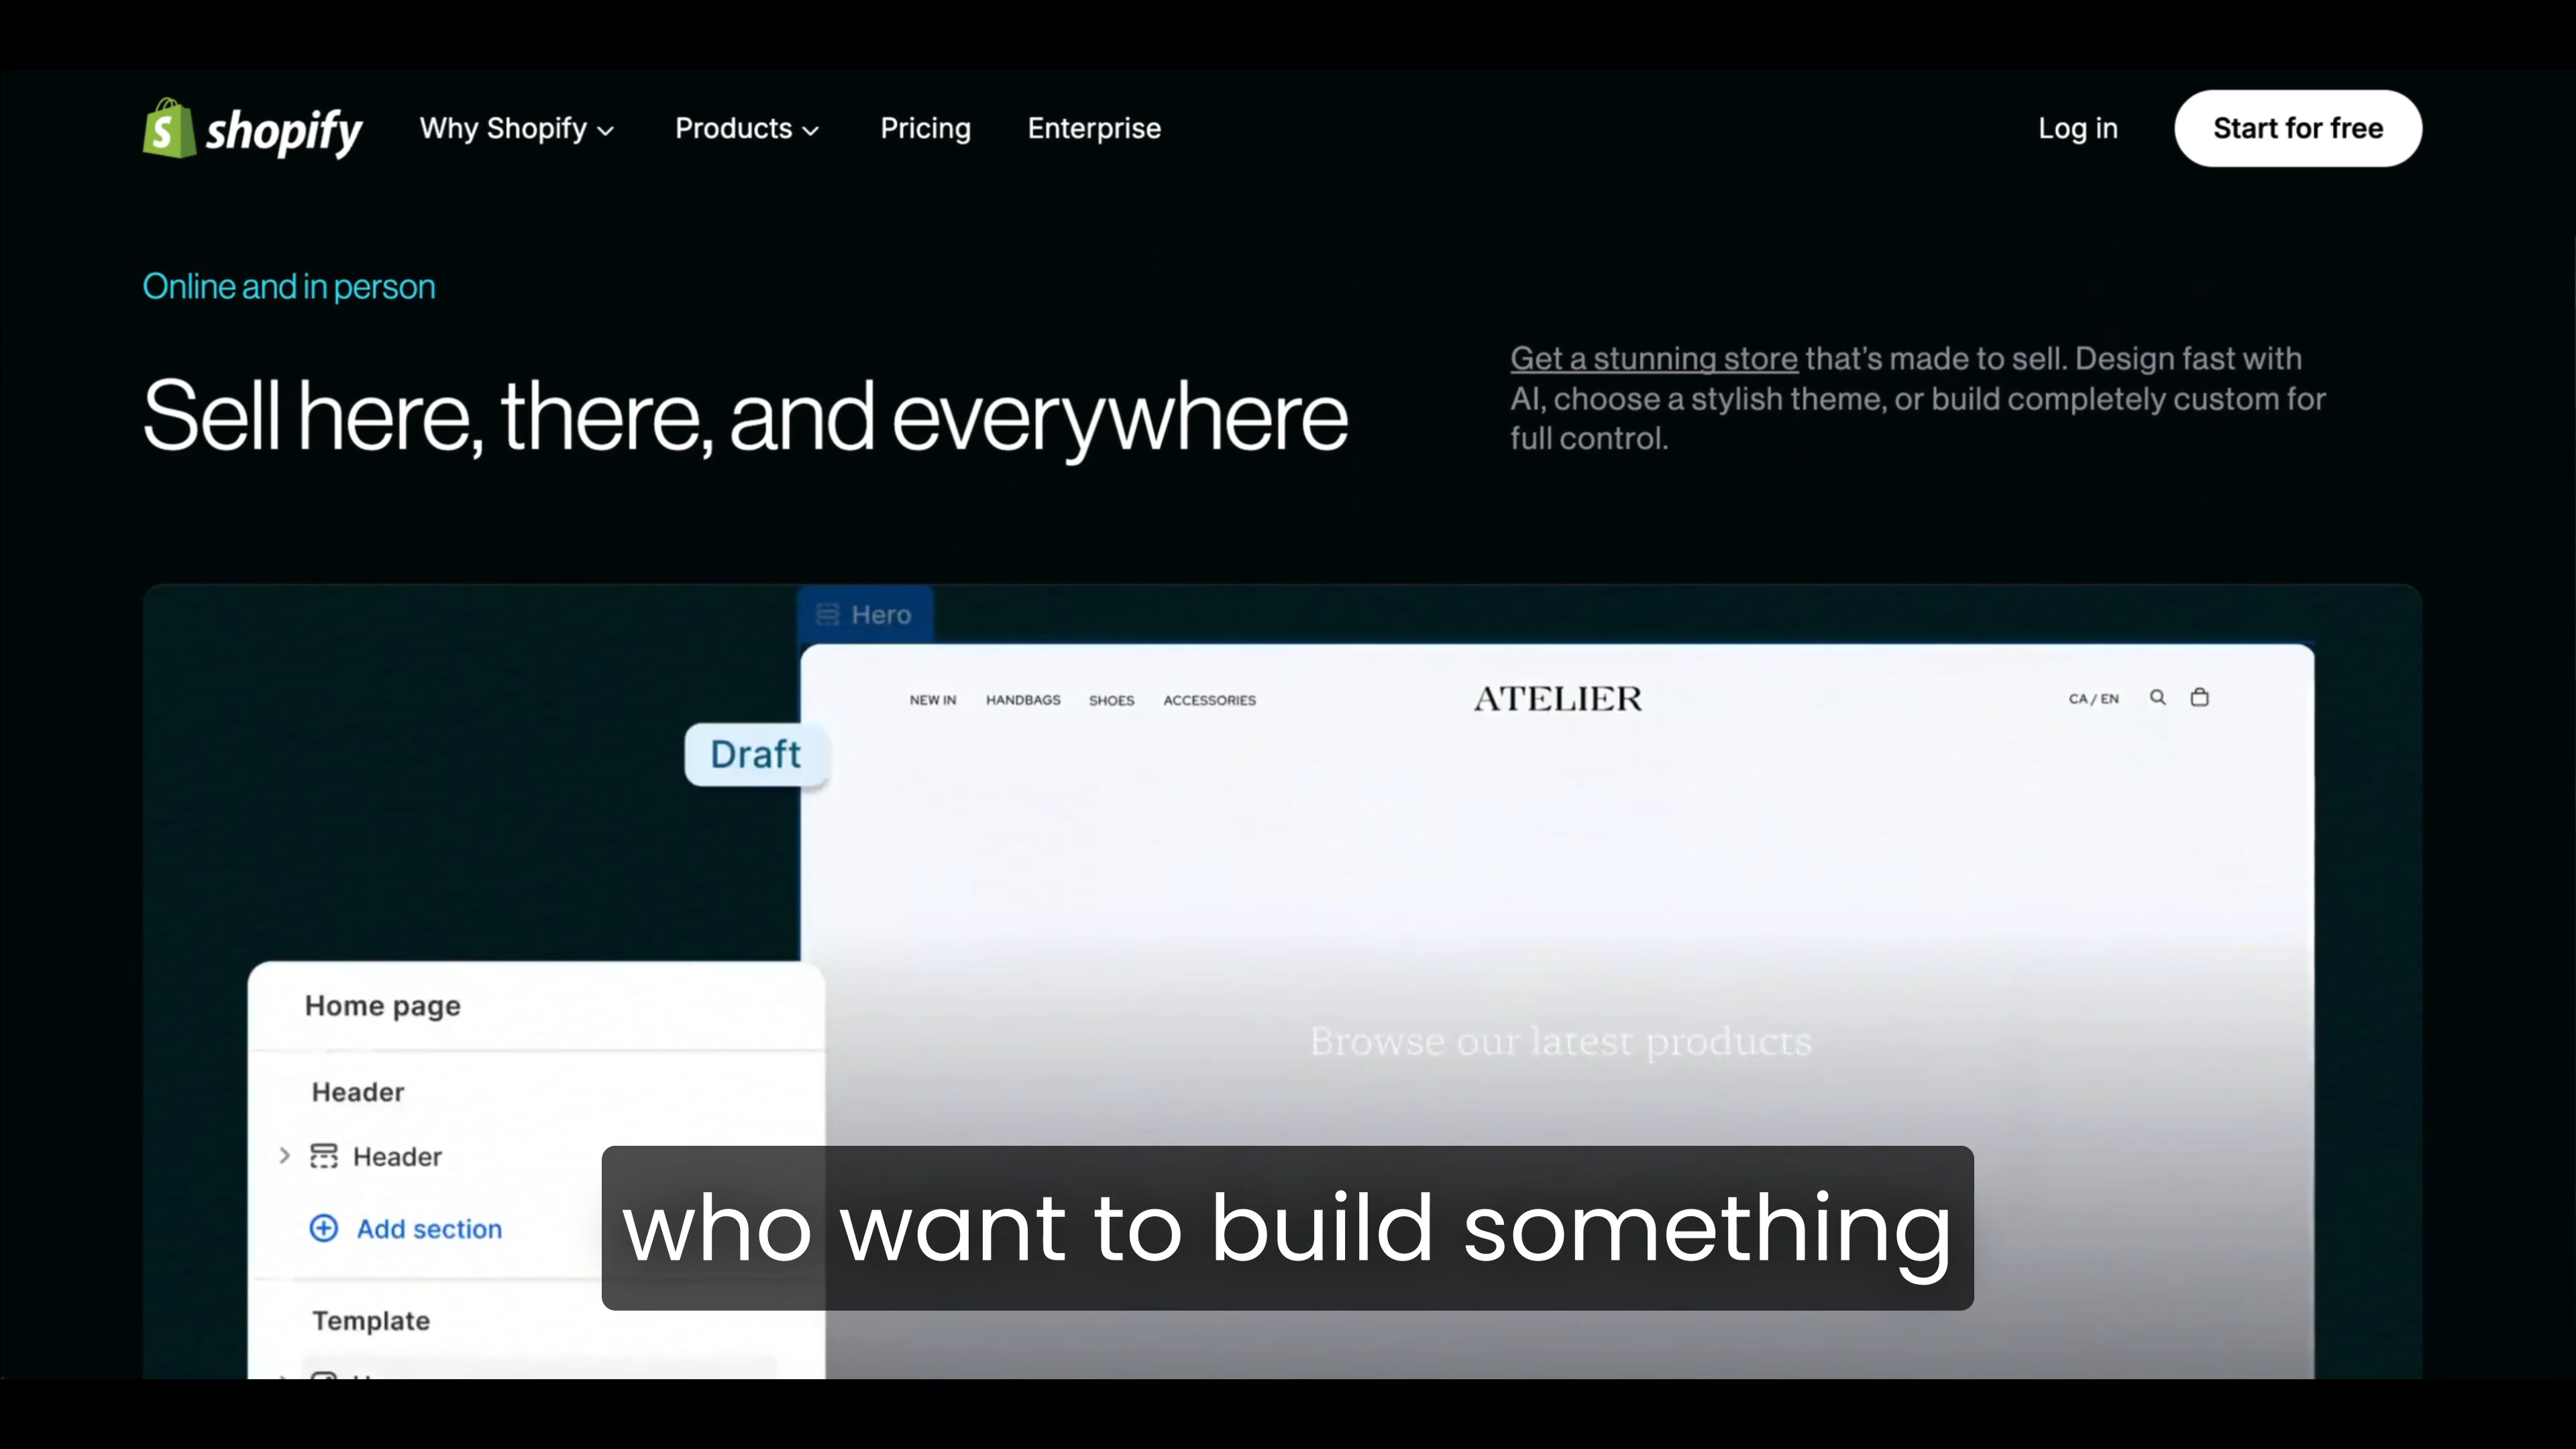 shopify
Why Shopify
Products
Pricing
Enterprise
Log in
Start for free
Online and in person
Sell here, there, and everywhere
Get a stunning store that's made to sell. Design fast with
AI, choose a stylish theme, or build completely custom for
full control.
Hero
NEW IN
HANDBAGS
SHOES
ACCESSORIES
ATELIER
CA / EN
Draft
Browse our latest products
Home page
Header
Header
Add section
Template
who want to build something